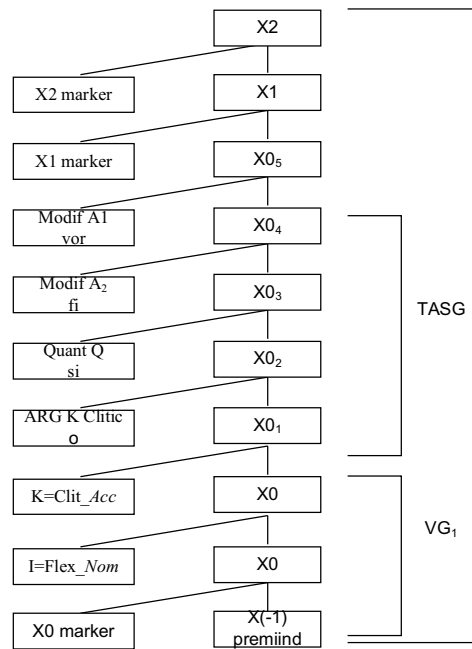 X2
X2 marker
X1
X1 marker
X0₅
Modif A1
vor
X0₄
Modif A₂
fi
X0₃
TASG
Quant Q
si
X0₂
ARG K Clitic
o
X0₁
K=Clit_Acc
X0
VG₁
I=Flex_Nom
X0
X0 marker
X(-1)
premiind